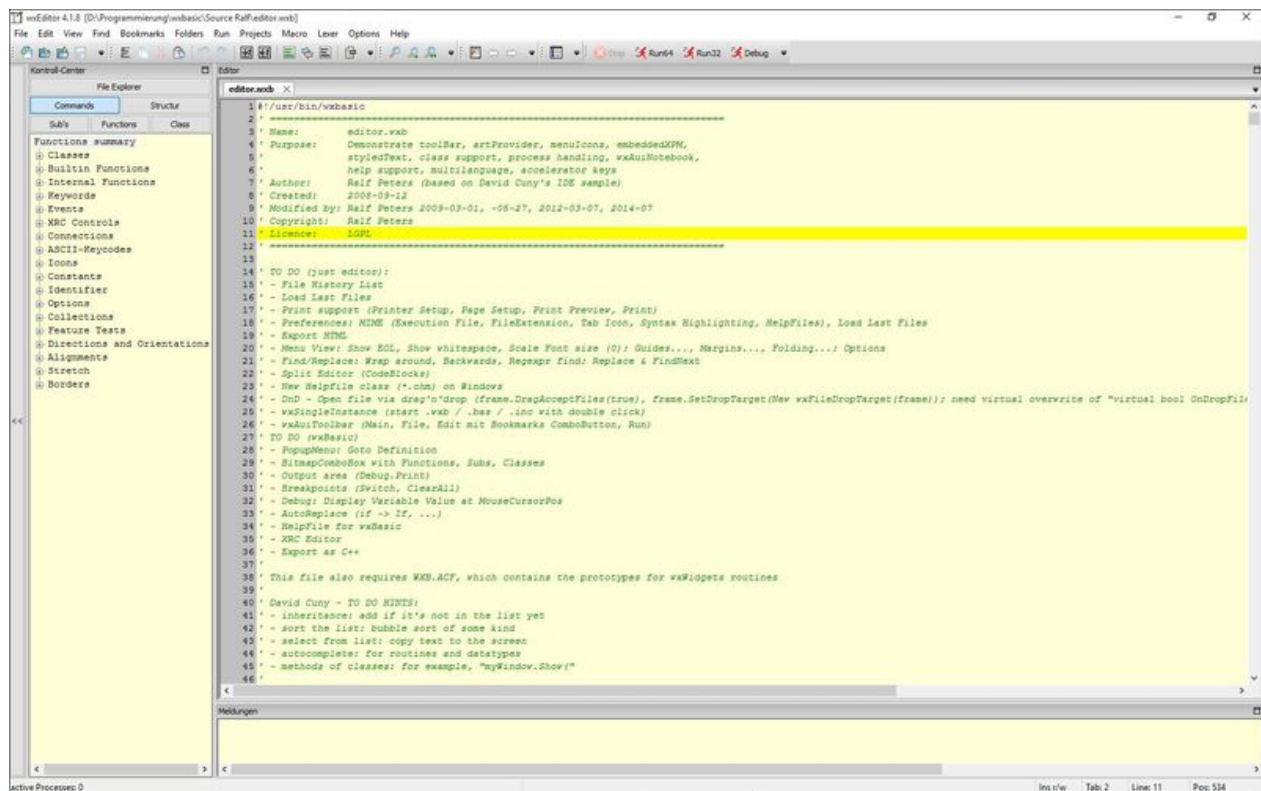 wxEditor 4.1.8 [D:\Programmierung\wxbasic\Source Ralf\editor.wxb]
File Edit View Find Bookmarks Folders Run Projects Macro Lexer Options Help
Stop Run64 Run32 Debug
Kontroll-Center
File Explorer
Commands Structur
Sub's Functions Class
Functions summary
Classes
Builtin Functions
Internal Functions
Keywords
Events
XRC Controls
Connections
ASCII-Keycodes
Icons
Constants
Identifier
Options
Collections
Feature Tests
Directions and Orientations
Alignments
Stretch
Borders
<<
Editor
editor.wxb
1 #!/usr/bin/wxbasic
2 ' ===========================================================================
3 ' Name: editor.wxb
4 ' Purpose: Demonstrate toolBar, artProvider, menuIcons, embeddedXPM,
5 ' styledText, class support, process handling, wxAuiNotebook,
6 ' help support, multilanguage, accelerator keys
7 ' Author: Ralf Peters (based on David Cuny's IDE sample)
8 ' Created: 2008-09-12
9 ' Modified by: Ralf Peters 2009-03-01, -05-27, 2012-03-07, 2014-07
10 ' Copyright: Ralf Peters
11 ' Licence: LGPL
12 ' ===========================================================================
13
14 ' TO DO (just editor):
15 ' - File History List
16 ' - Load Last Files
17 ' - Print support (Printer Setup, Page Setup, Print Preview, Print)
18 ' - Preferences: MIME (Execution File, FileExtension, Tab Icon, Syntax Highlighting, HelpFiles), Load Last Files
19 ' - Export HTML
20 ' - Menu View: Show EOL, Show whitespace, Scale Font size (0); Guides..., Margins..., Folding...; Options
21 ' - Find/Replace: Wrap around, Backwards, Regexpr find; Replace & FindNext
22 ' - Split Editor (CodeBlocks)
23 ' - New Helpfile class (*.chm) on Windows
24 ' - DnD - Open file via drag'n'drop (frame.DragAcceptFiles(true), frame.SetDropTarget(New wxFileDropTarget(frame)); need virtual overwrite of "virtual bool OnDropFile
25 ' - wxSingleInstance (start .wxb / .bas / .inc with double click)
26 ' - wxAuiToolbar (Main, File, Edit mit Bookmarks ComboButton, Run)
27 ' TO DO (wxBasic)
28 ' - PopupMenu: Goto Definition
29 ' - BitmapComboBox with Functions, Subs, Classes
30 ' - Output area (Debug.Print)
31 ' - Breakpoints (Switch, ClearAll)
32 ' - Debug: Display Variable Value at MouseCursorPos
33 ' - AutoReplace (if -> If, ...)
34 ' - HelpFile for wxBasic
35 ' - XRC Editor
36 ' - Export as C++
37 '
38 ' This file also requires WXB.ACF, which contains the prototypes for wxWidgets routines
39 '
40 ' David Cuny - TO DO HINTS:
41 ' - inheritance: add if it's not in the list yet
42 ' - sort the list: bubble sort of some kind
43 ' - select from list: copy text to the screen
44 ' - autocomplete: for routines and datatypes
45 ' - methods of classes: for example, "myWindow.Show("
46 '
Meldungen
active Processes: 0
Ins r/w Tab: 2 Line: 11 Pos: 534